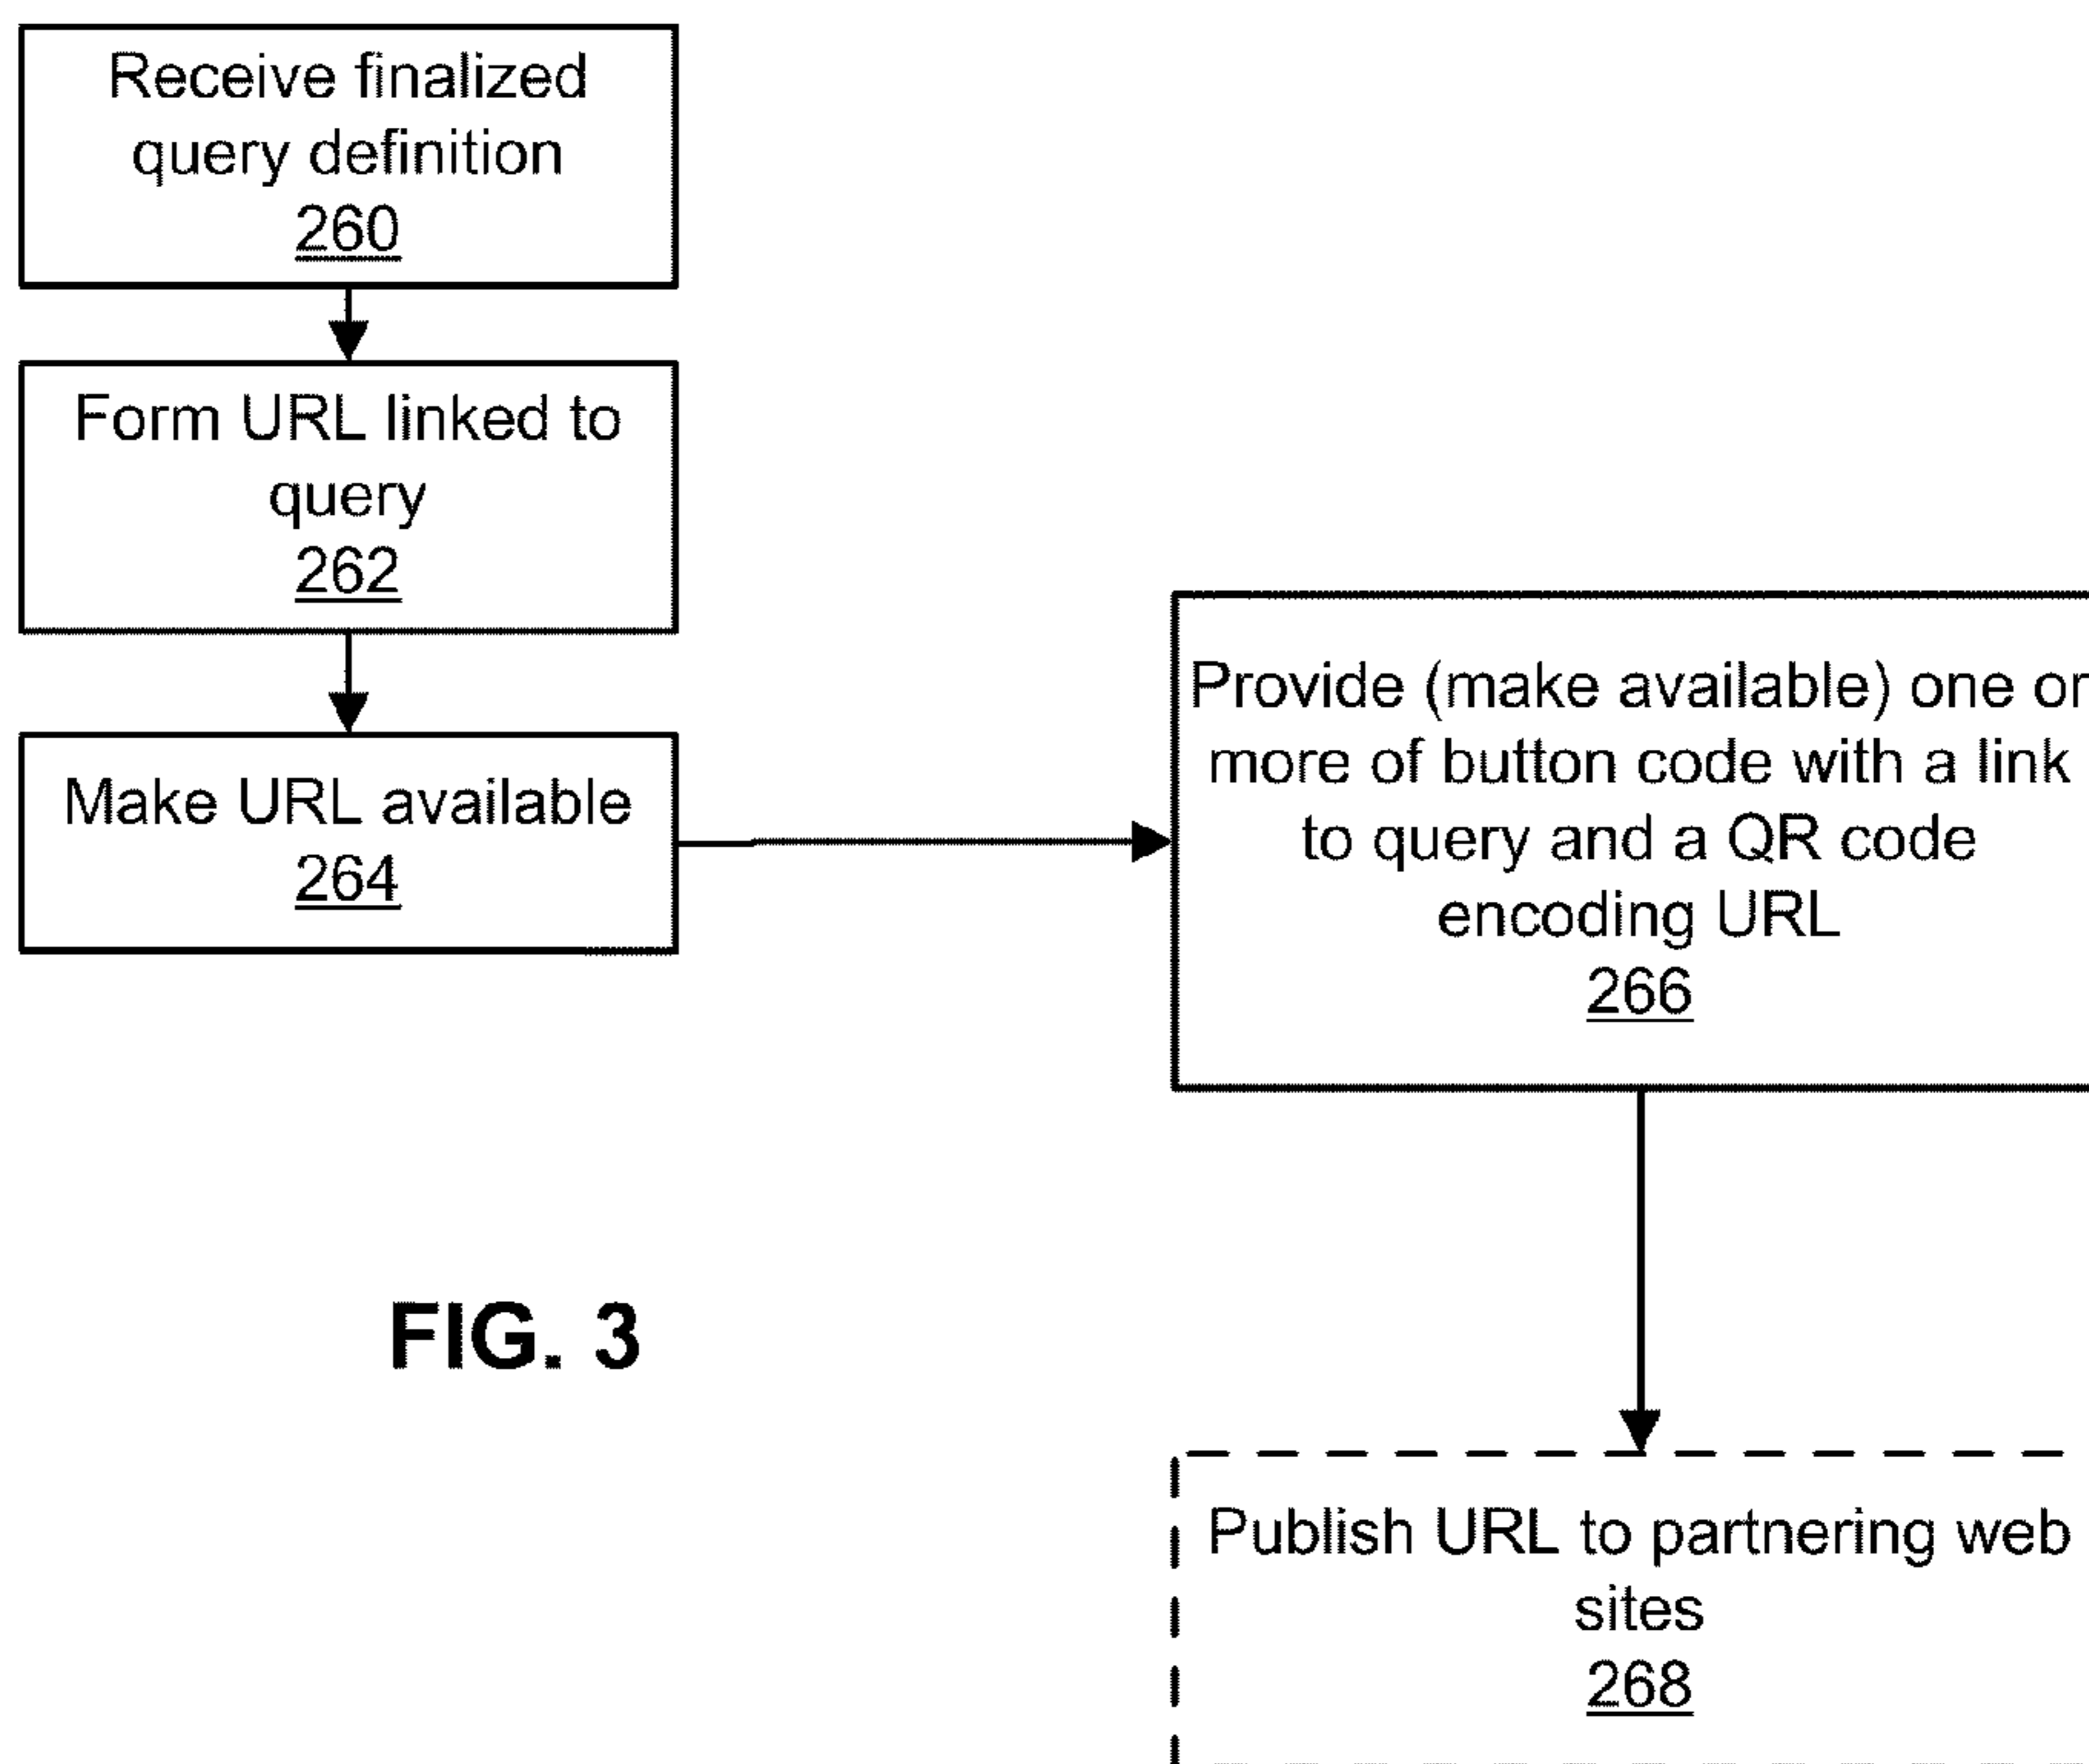 Receive finalized
query definition
260
Form URL linked to
query
262
Make URL available
264
Provide (make available) one or
more of button code with a link
to query and a QR code
encoding URL
266
FIG. 3
Publish URL to partnering web
sites
268